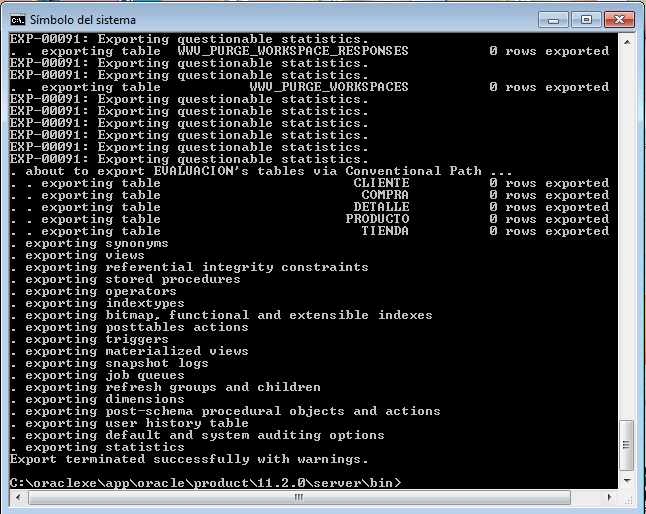 Símbolo del sistema
EXP-00091: Exporting questionable statistics.
. . exporting table  WWV_PURGE_WORKSPACE_RESPONSES          0 rows exported
EXP-00091: Exporting questionable statistics.
EXP-00091: Exporting questionable statistics.
. . exporting table           WWV_PURGE_WORKSPACES          0 rows exported
EXP-00091: Exporting questionable statistics.
EXP-00091: Exporting questionable statistics.
EXP-00091: Exporting questionable statistics.
EXP-00091: Exporting questionable statistics.
EXP-00091: Exporting questionable statistics.
EXP-00091: Exporting questionable statistics.
. about to export EVALUACION's tables via Conventional Path ...
. . exporting table                        CLIENTE          0 rows exported
. . exporting table                         COMPRA          0 rows exported
. . exporting table                        DETALLE          0 rows exported
. . exporting table                       PRODUCTO          0 rows exported
. . exporting table                         TIENDA          0 rows exported
. exporting synonyms
. exporting views
. exporting referential integrity constraints
. exporting stored procedures
. exporting operators
. exporting indextypes
. exporting bitmap, functional and extensible indexes
. exporting posttables actions
. exporting triggers
. exporting materialized views
. exporting snapshot logs
. exporting job queues
. exporting refresh groups and children
. exporting dimensions
. exporting post-schema procedural objects and actions
. exporting user history table
. exporting default and system auditing options
. exporting statistics
Export terminated successfully with warnings.
C:\oraclexe\app\oracle\product\11.2.0\server\bin>